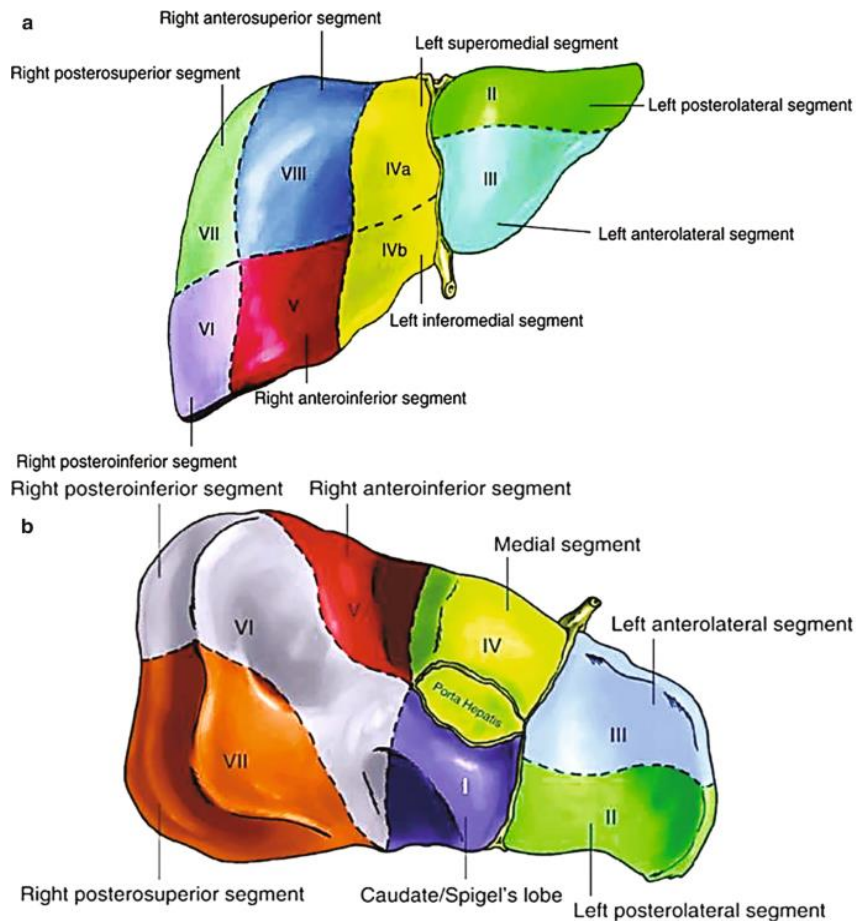 a
Right anterosuperior segment
Left superomedial segment
Right posterosuperior segment
II
Left posterolateral segment
VIII
IVa
III
VII
Left anterolateral segment
IVb
VI
V
Left inferomedial segment
Right anteroinferior segment
Right posteroinferior segment
Right posteroinferior segment
Right anteroinferior segment
b
Medial segment
Left anterolateral segment
V
VI
IV
Porta Hepatis
III
VII
I
II
Right posterosuperior segment
Caudate/Spigel's lobe
Left posterolateral segment